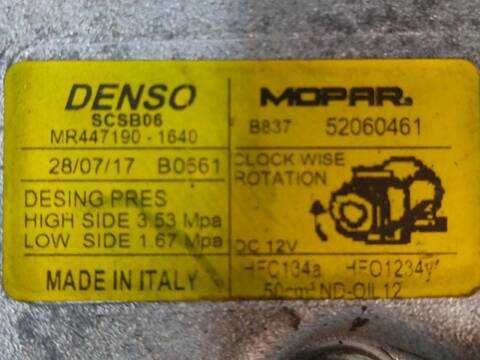 DENSO
SCSB06
MR447190-1640
28/07/17 B0561
DESING PRES
HIGH SIDE 3.53 Mpa
LOW SIDE 1.67 Mpa
MADE IN ITALY
MOPAR.
B837 52060461
CLOCK WISE
ROTATION
DC 12V
HFC134a HFO1234yf
50cm³ ND-OIL12